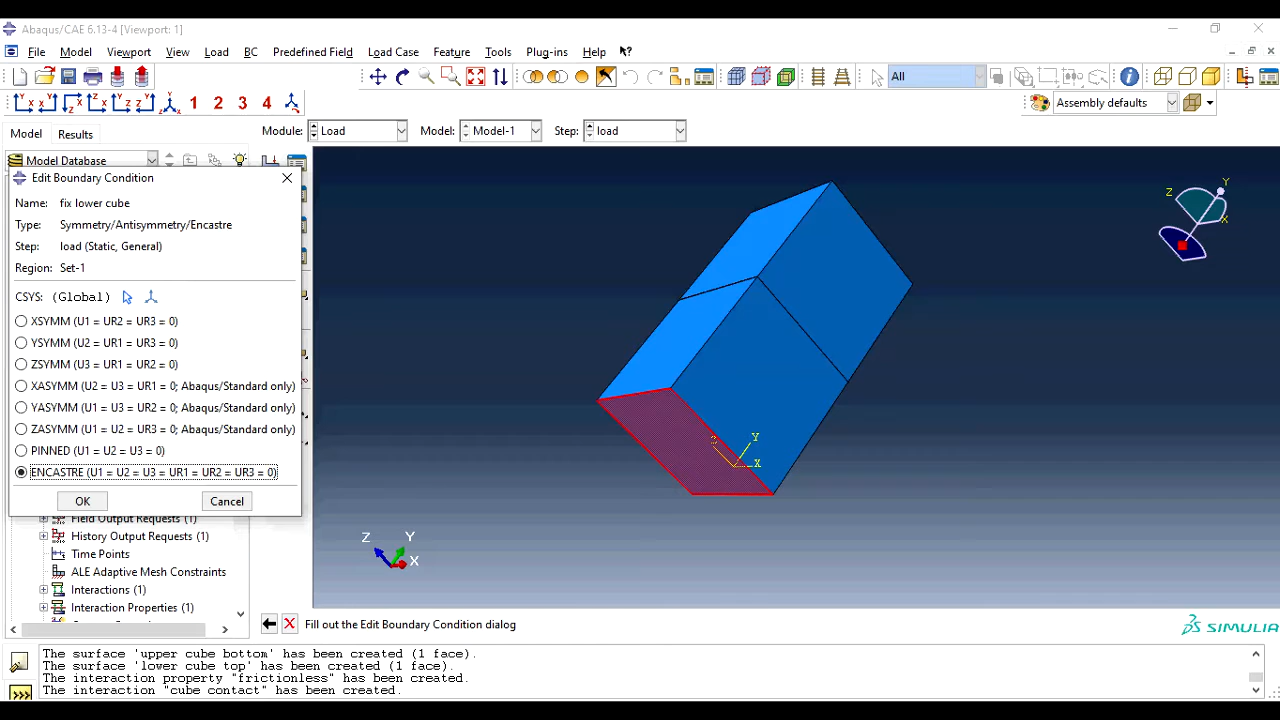 Abaqus/CAE 6.13-4 [Viewport: 1]
File Model Viewport View Load BC Predefined Field Load Case Feature Tools Plug-ins Help
All
1 2 3 4
Assembly defaults
Model Results
Module: Load Model: Model-1 Step: load
Model Database
Edit Boundary Condition
Name: fix lower cube
Type: Symmetry/Antisymmetry/Encastre
Step: load (Static, General)
Region: Set-1
CSYS: (Global)
XSYMM (U1 = UR2 = UR3 = 0)
YSYMM (U2 = UR1 = UR3 = 0)
ZSYMM (U3 = UR1 = UR2 = 0)
XASYMM (U2 = U3 = UR1 = 0; Abaqus/Standard only)
YASYMM (U1 = U3 = UR2 = 0; Abaqus/Standard only)
ZASYMM (U1 = U2 = UR3 = 0; Abaqus/Standard only)
PINNED (U1 = U2 = U3 = 0)
ENCASTRE (U1 = U2 = U3 = UR1 = UR2 = UR3 = 0)
OK Cancel
Field Output Requests (1)
History Output Requests (1)
Time Points
ALE Adaptive Mesh Constraints
Interactions (1)
Interaction Properties (1)
Y
Z
X
Z Y
X
Z Y
X
Fill out the Edit Boundary Condition dialog
SIMULIA
The surface 'upper cube bottom' has been created (1 face).
The surface 'lower cube top' has been created (1 face).
The interaction property "frictionless" has been created.
The interaction "cube contact" has been created.